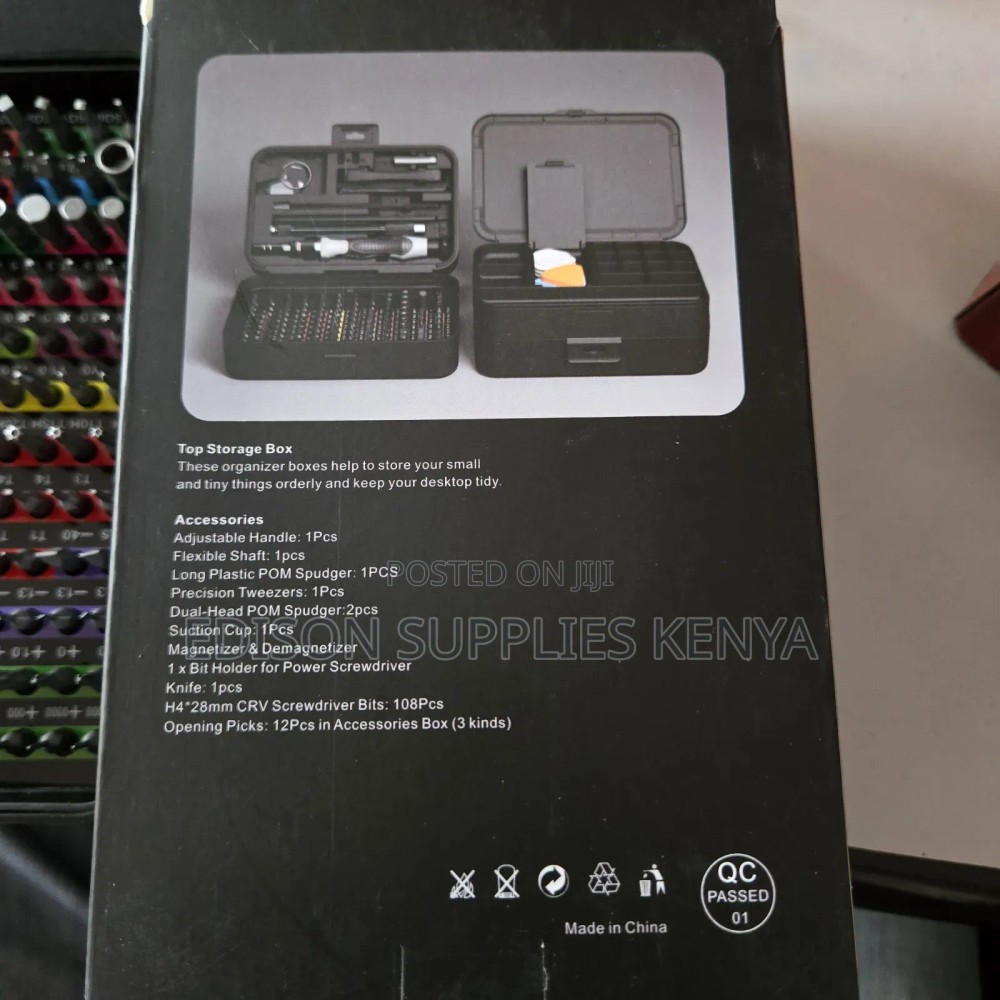 Top Storage Box
These organizer boxes help to store your small
and tiny things orderly and keep your desktop tidy.
Accessories
Adjustable Handle: 1Pcs
Flexible Shaft: 1pcs
Long Plastic POM Spudger: 1PCS
Precision Tweezers: 1Pcs
Dual-Head POM Spudger:2pcs
Suction Cup: 1Pcs
Magnetizer & Demagnetizer
1 x Bit Holder for Power Screwdriver
Knife: 1pcs
H4*28mm CRV Screwdriver Bits: 108Pcs
Opening Picks: 12Pcs in Accessories Box (3 kinds)
POSTED ON JIJI
EDISON SUPPLIES KENYA
QC
PASSED
01
Made in China